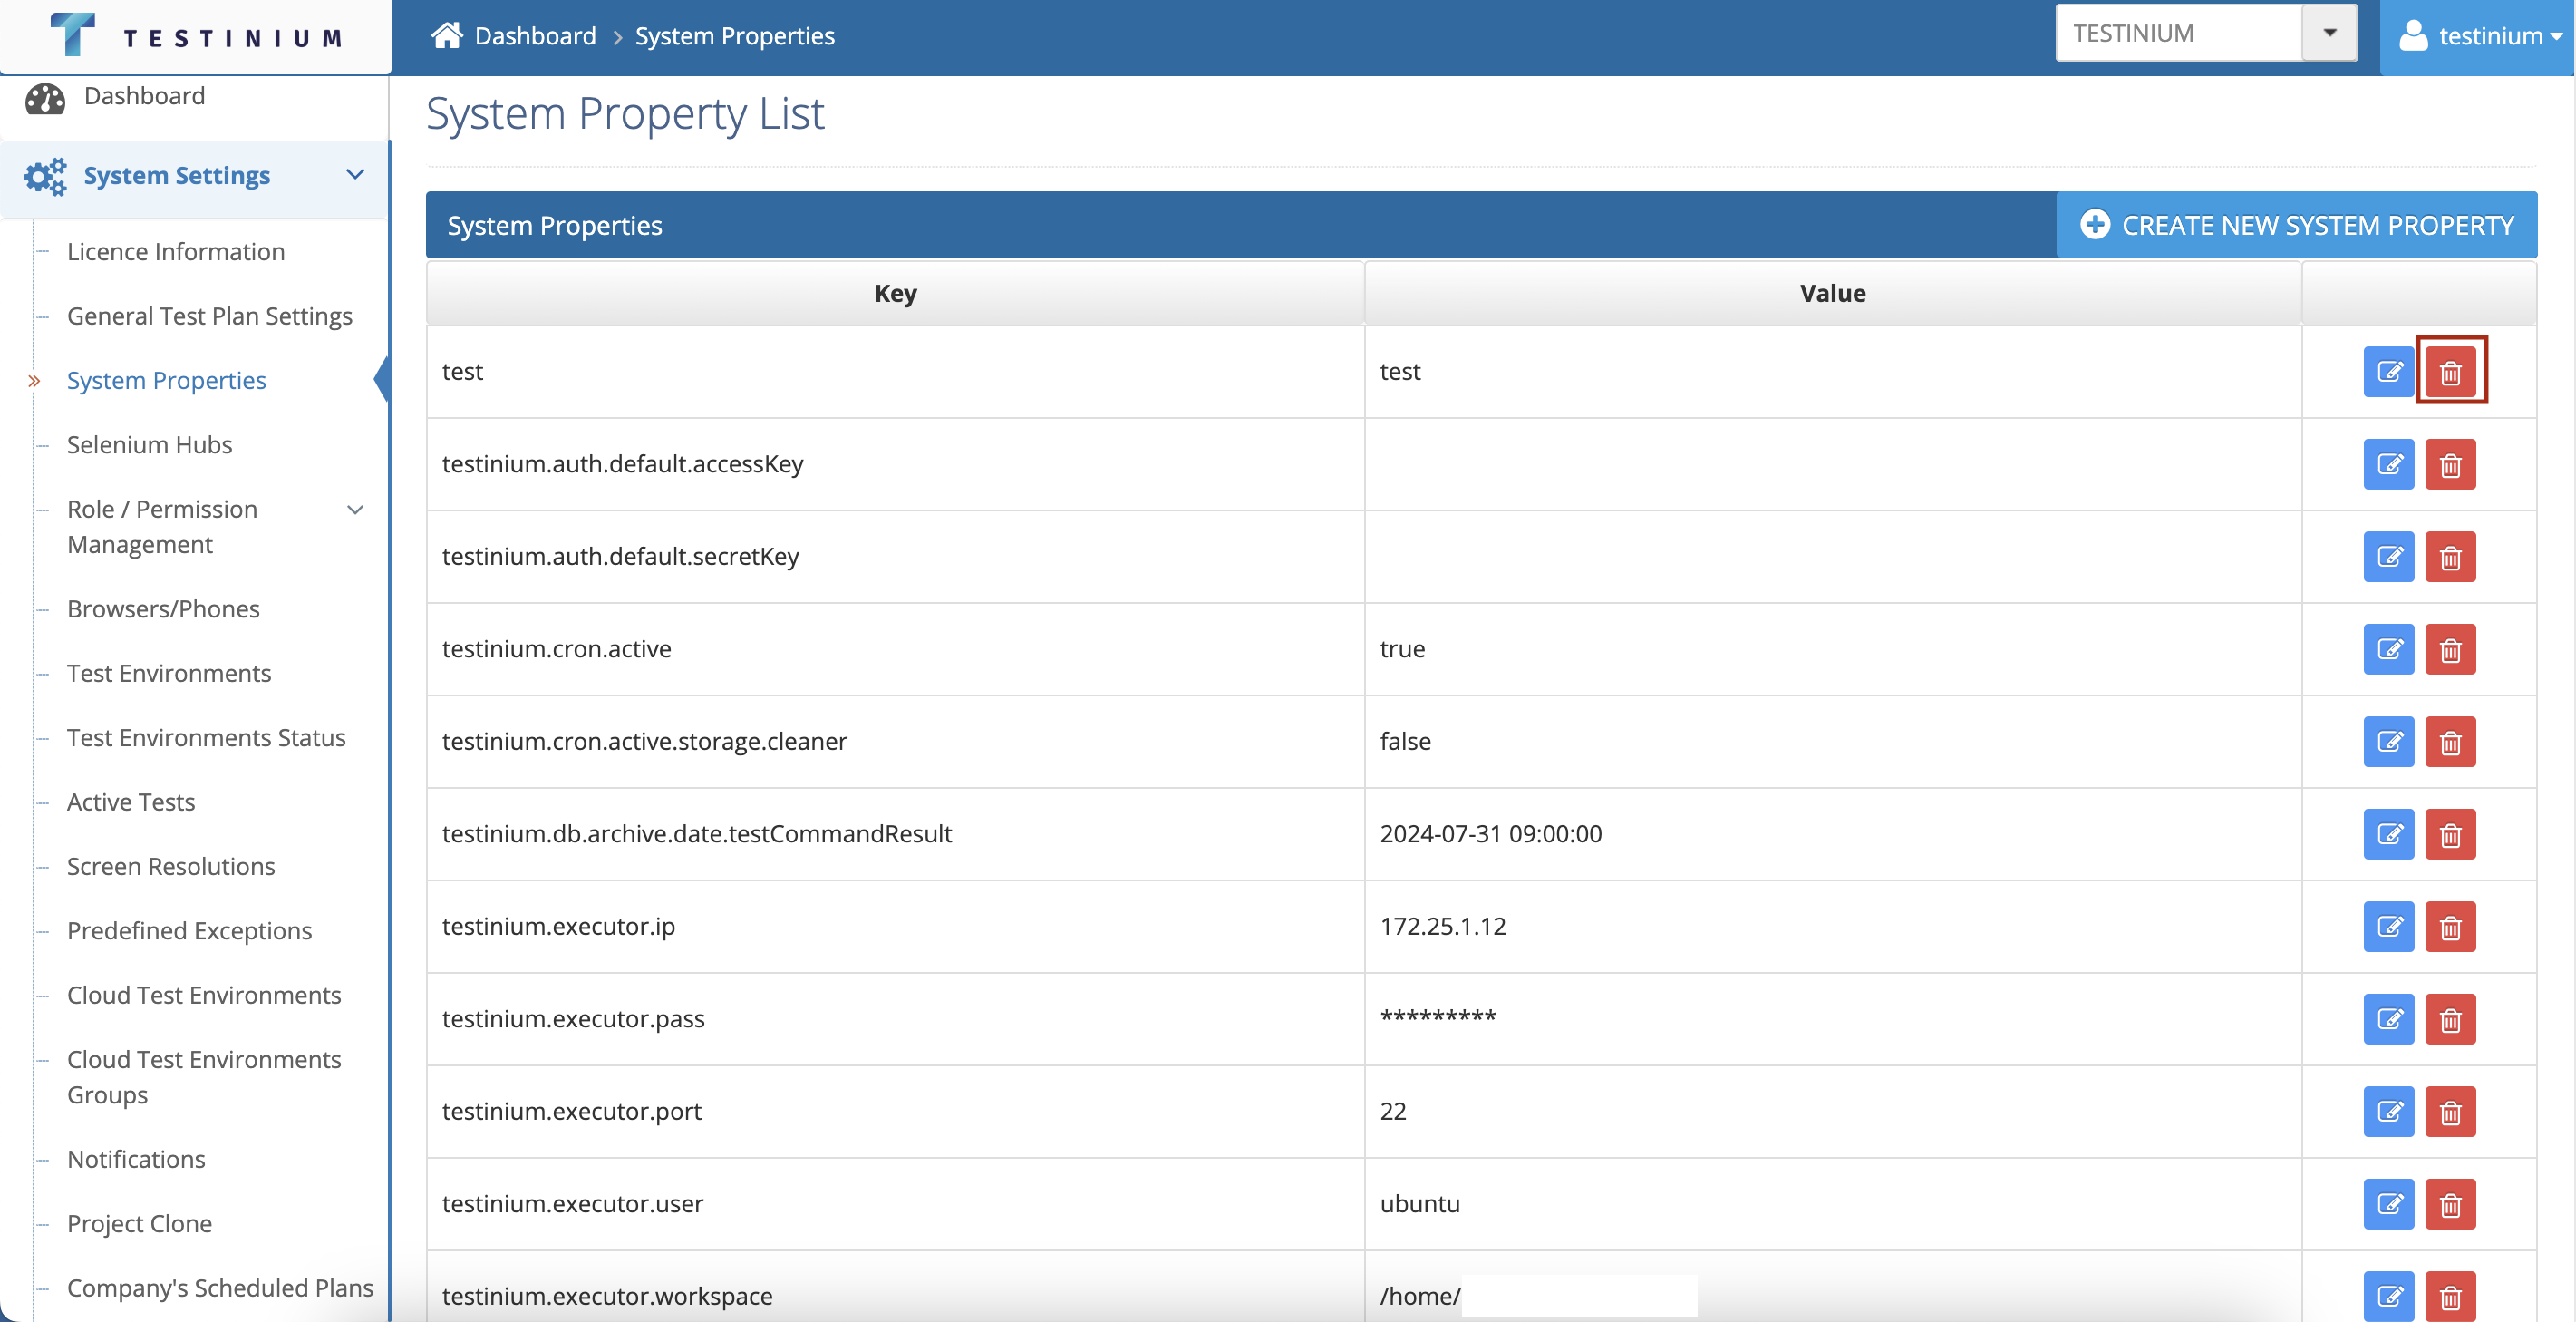 TESTINIUM
Dashboard > System Properties
TESTINIUM
testinium
Dashboard
System Settings
Licence Information
General Test Plan Settings
System Properties
Selenium Hubs
Role / Permission
Management
Browsers/Phones
Test Environments
Test Environments Status
Active Tests
Screen Resolutions
Predefined Exceptions
Cloud Test Environments
Cloud Test Environments
Groups
Notifications
Project Clone
Company's Scheduled Plans
System Property List
System Properties
CREATE NEW SYSTEM PROPERTY
Key Value
test test
testinium.auth.default.accessKey
testinium.auth.default.secretKey
testinium.cron.active true
testinium.cron.active.storage.cleaner false
testinium.db.archive.date.testCommandResult 2024-07-31 09:00:00
testinium.executor.ip 172.25.1.12
testinium.executor.pass *********
testinium.executor.port 22
testinium.executor.user ubuntu
testinium.executor.workspace /home/